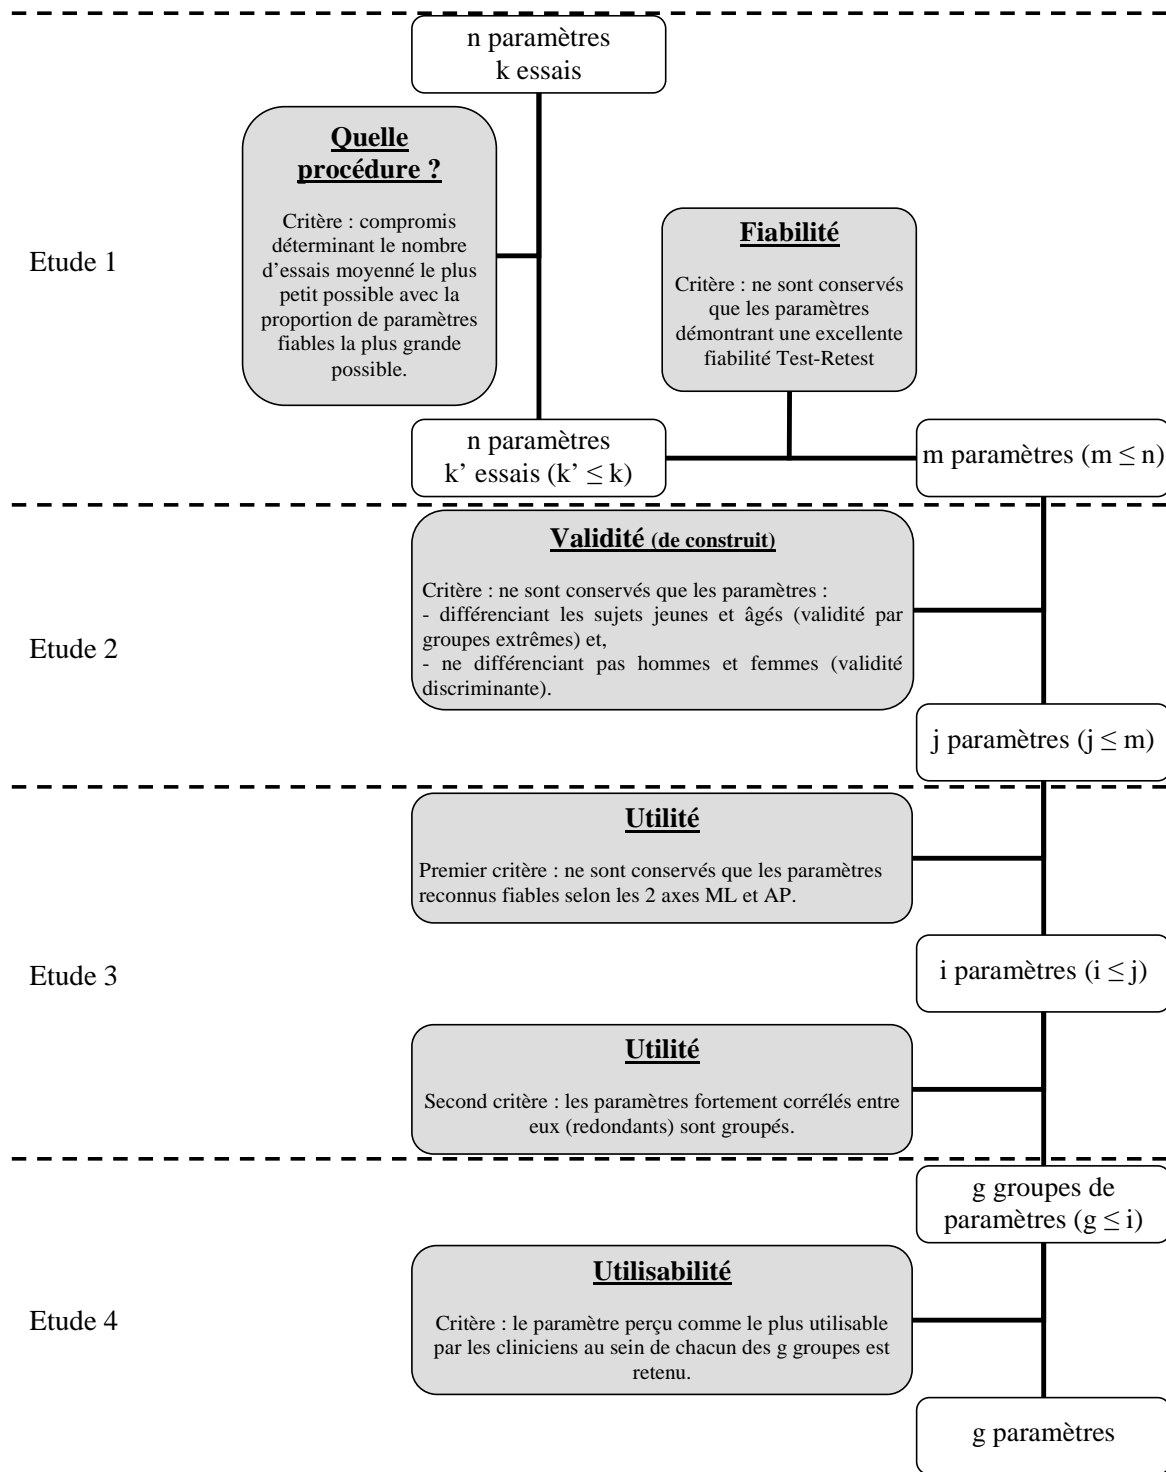 n paramètres
k essais
Quelle
procédure ?
Critère : compromis
déterminant le nombre
d’essais moyenné le plus
petit possible avec la
proportion de paramètres
fiables la plus grande
possible.
Etude 1
Fiabilité
Critère : ne sont conservés
que les paramètres
démontrant une excellente
fiabilité Test-Retest
n paramètres
k’ essais (k’ ≤ k)
m paramètres (m ≤ n)
Validité (de construit)
Critère : ne sont conservés que les paramètres :
- différenciant les sujets jeunes et âgés (validité par
groupes extrêmes) et,
- ne différenciant pas hommes et femmes (validité
discriminante).
Etude 2
j paramètres (j ≤ m)
Utilité
Premier critère : ne sont conservés que les paramètres
reconnus fiables selon les 2 axes ML et AP.
Etude 3
i paramètres (i ≤ j)
Utilité
Second critère : les paramètres fortement corrélés entre
eux (redondants) sont groupés.
g groupes de
paramètres (g ≤ i)
Utilisabilité
Critère : le paramètre perçu comme le plus utilisable
par les cliniciens au sein de chacun des g groupes est
retenu.
Etude 4
g paramètres